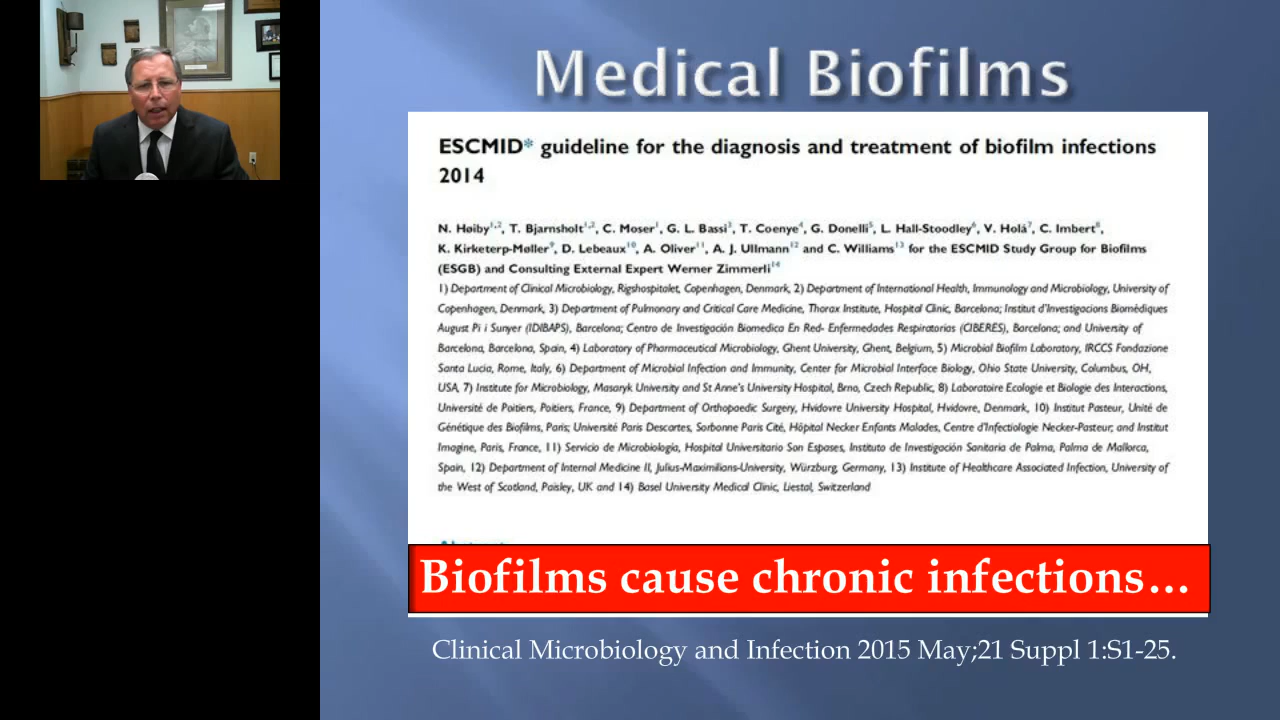 Medical Biofilms
ESCMID* guideline for the diagnosis and treatment of biofilm infections
2014
N. Høiby1,2, T. Bjarnsholt1,2, C. Moser1, G. L. Bassi3, T. Coenye4, G. Donelli5, L. Hall-Stoodley6, V. Holá7, C. Imbert8,
K. Kirketerp-Møller9, D. Lebeaux10, A. Oliver11, A. J. Ullmann12 and C. Williams13 for the ESCMID Study Group for Biofilms
(ESGB) and Consulting External Expert Werner Zimmerli14
1) Department of Clinical Microbiology, Rigshospitalet, Copenhagen, Denmark, 2) Department of International Health, Immunology and Microbiology, University of
Copenhagen, Denmark, 3) Department of Pulmonary and Critical Care Medicine, Thorax Institute, Hospital Clinic, Barcelona; Institut d'Investigacions Biomèdiques
August Pi i Sunyer (IDIBAPS), Barcelona; Centro de Investigación Biomedica En Red- Enfermedades Respiratorias (CIBERES), Barcelona; and University of
Barcelona, Barcelona, Spain, 4) Laboratory of Pharmaceutical Microbiology, Ghent University, Ghent, Belgium, 5) Microbial Biofilm Laboratory, IRCCS Fondazione
Santa Lucia, Rome, Italy, 6) Department of Microbial Infection and Immunity, Center for Microbial Interface Biology, Ohio State University, Columbus, OH,
USA, 7) Institute for Microbiology, Masaryk University and St Anne's University Hospital, Brno, Czech Republic, 8) Laboratoire Ecologie et Biologie des Interactions,
Université de Poitiers, Poitiers, France, 9) Department of Orthopaedic Surgery, Hvidovre University Hospital, Hvidovre, Denmark, 10) Institut Pasteur, Unité de
Génétique des Biofilms, Paris; Université Paris Descartes, Sorbonne Paris Cité, Hôpital Necker Enfants Malades, Centre d'Infectiologie Necker-Pasteur; and Institut
Imagine, Paris, France, 11) Servicio de Microbiología, Hospital Universitario Son Espases, Instituto de Investigación Sanitaria de Palma, Palma de Mallorca,
Spain, 12) Department of Internal Medicine II, Julius-Maximilians-University, Würzburg, Germany, 13) Institute of Healthcare Associated Infection, University of
the West of Scotland, Paisley, UK and 14) Basel University Medical Clinic, Liestal, Switzerland
Biofilms cause chronic infections…
Clinical Microbiology and Infection 2015 May;21 Suppl 1:S1-25.